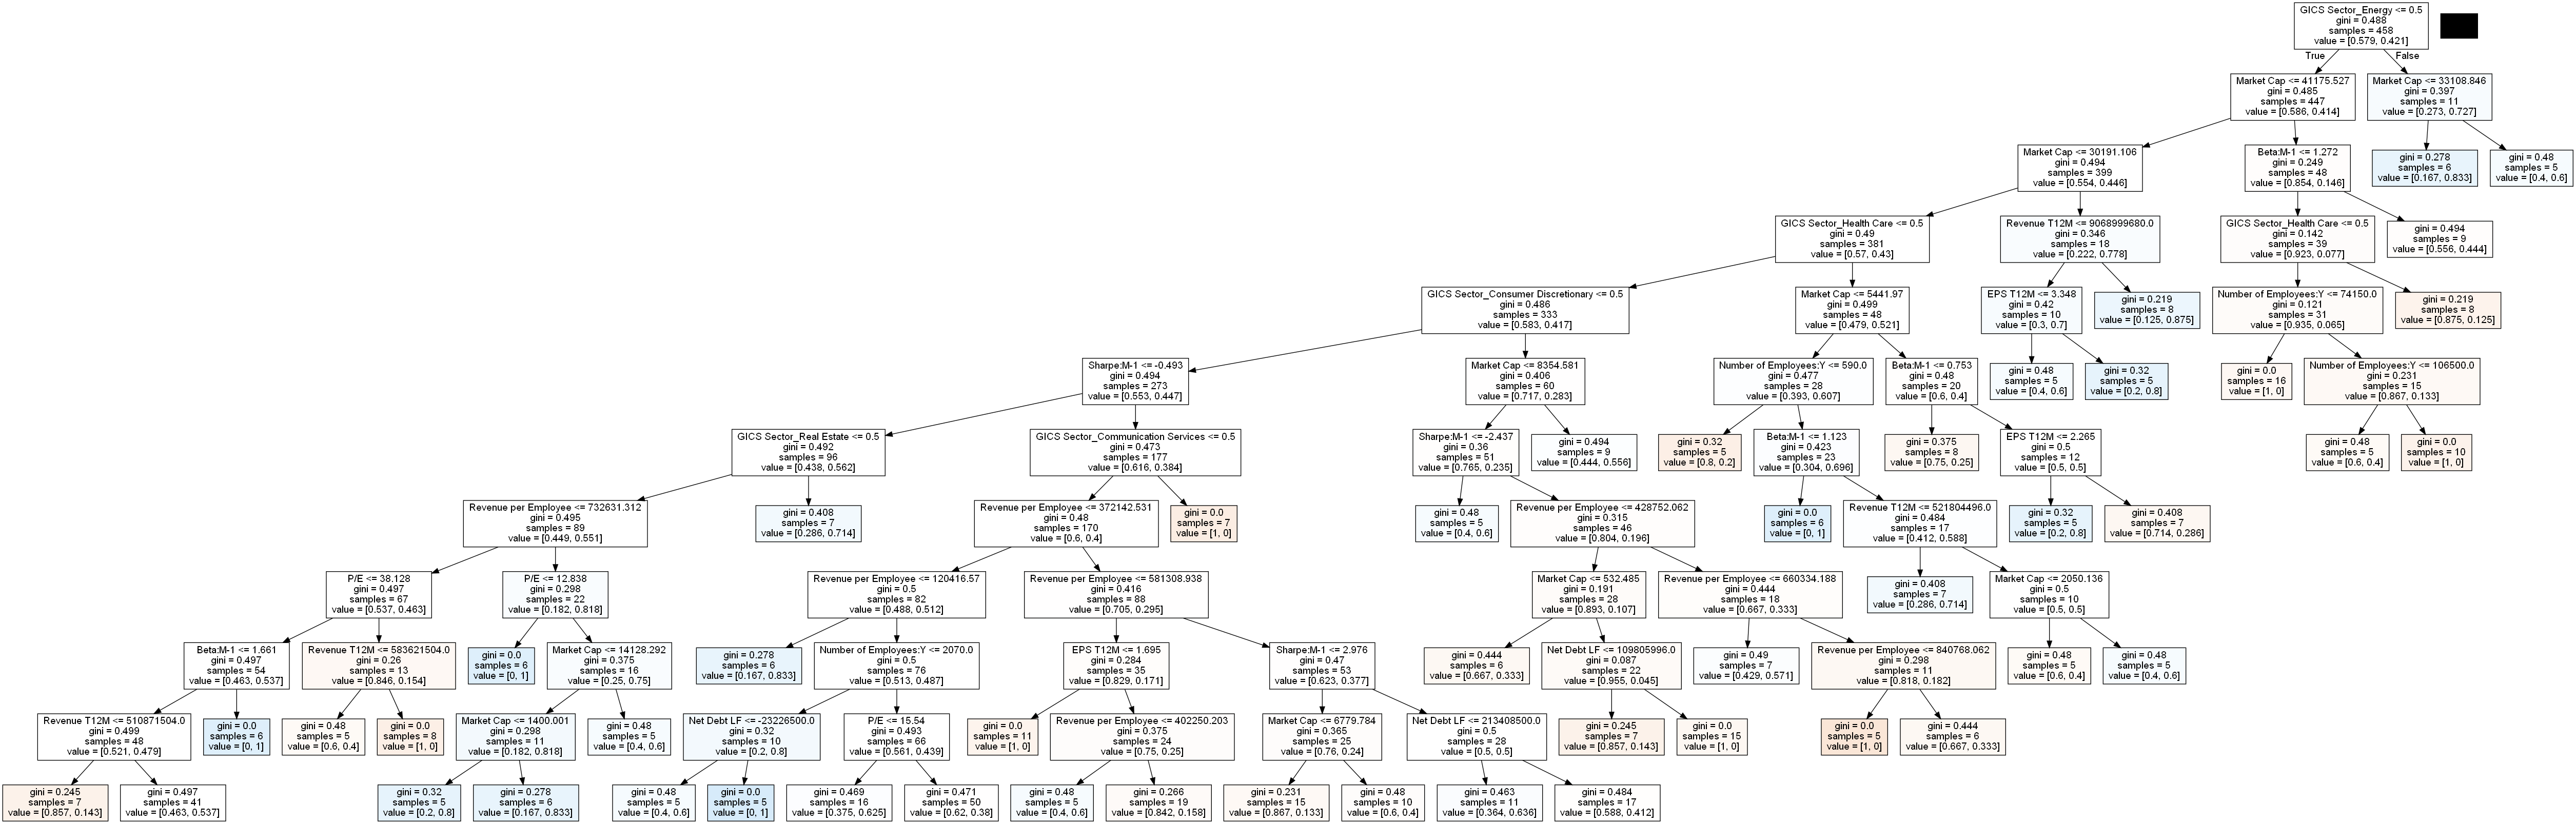 GICS Sector_Energy <= 0.5
gini = 0.488
samples = 458
value = [0.579, 0.421]
True
False
Market Cap <= 41175.527
gini = 0.485
samples = 447
value = [0.586, 0.414]
Market Cap <= 33108.846
gini = 0.397
samples = 11
value = [0.273, 0.727]
Market Cap <= 30191.106
gini = 0.494
samples = 399
value = [0.554, 0.446]
Beta:M-1 <= 1.272
gini = 0.249
samples = 48
value = [0.854, 0.146]
gini = 0.278
samples = 6
value = [0.167, 0.833]
gini = 0.48
samples = 5
value = [0.4, 0.6]
GICS Sector_Health Care <= 0.5
gini = 0.49
samples = 381
value = [0.57, 0.43]
Revenue T12M <= 9068999680.0
gini = 0.346
samples = 18
value = [0.222, 0.778]
GICS Sector_Health Care <= 0.5
gini = 0.142
samples = 39
value = [0.923, 0.077]
gini = 0.494
samples = 9
value = [0.556, 0.444]
GICS Sector_Consumer Discretionary <= 0.5
gini = 0.486
samples = 333
value = [0.583, 0.417]
Market Cap <= 5441.97
gini = 0.499
samples = 48
value = [0.479, 0.521]
EPS T12M <= 3.348
gini = 0.42
samples = 10
value = [0.3, 0.7]
gini = 0.219
samples = 8
value = [0.125, 0.875]
Number of Employees:Y <= 74150.0
gini = 0.121
samples = 31
value = [0.935, 0.065]
gini = 0.219
samples = 8
value = [0.875, 0.125]
Sharpe:M-1 <= -0.493
gini = 0.494
samples = 273
value = [0.553, 0.447]
Market Cap <= 8354.581
gini = 0.406
samples = 60
value = [0.717, 0.283]
Number of Employees:Y <= 590.0
gini = 0.477
samples = 28
value = [0.393, 0.607]
Beta:M-1 <= 0.753
gini = 0.48
samples = 20
value = [0.6, 0.4]
gini = 0.48
samples = 5
value = [0.4, 0.6]
gini = 0.32
samples = 5
value = [0.2, 0.8]
gini = 0.0
samples = 16
value = [1, 0]
Number of Employees:Y <= 106500.0
gini = 0.231
samples = 15
value = [0.867, 0.133]
GICS Sector_Real Estate <= 0.5
gini = 0.492
samples = 96
value = [0.438, 0.562]
GICS Sector_Communication Services <= 0.5
gini = 0.473
samples = 177
value = [0.616, 0.384]
Sharpe:M-1 <= -2.437
gini = 0.36
samples = 51
value = [0.765, 0.235]
gini = 0.494
samples = 9
value = [0.444, 0.556]
gini = 0.32
samples = 5
value = [0.8, 0.2]
Beta:M-1 <= 1.123
gini = 0.423
samples = 23
value = [0.304, 0.696]
gini = 0.375
samples = 8
value = [0.75, 0.25]
EPS T12M <= 2.265
gini = 0.5
samples = 12
value = [0.5, 0.5]
gini = 0.48
samples = 5
value = [0.6, 0.4]
gini = 0.0
samples = 10
value = [1, 0]
Revenue per Employee <= 732631.312
gini = 0.495
samples = 89
value = [0.449, 0.551]
gini = 0.408
samples = 7
value = [0.286, 0.714]
Revenue per Employee <= 372142.531
gini = 0.48
samples = 170
value = [0.6, 0.4]
gini = 0.0
samples = 7
value = [1, 0]
gini = 0.48
samples = 5
value = [0.4, 0.6]
Revenue per Employee <= 428752.062
gini = 0.315
samples = 46
value = [0.804, 0.196]
gini = 0.0
samples = 6
value = [0, 1]
Revenue T12M <= 521804496.0
gini = 0.484
samples = 17
value = [0.412, 0.588]
gini = 0.32
samples = 5
value = [0.2, 0.8]
gini = 0.408
samples = 7
value = [0.714, 0.286]
P/E <= 38.128
gini = 0.497
samples = 67
value = [0.537, 0.463]
P/E <= 12.838
gini = 0.298
samples = 22
value = [0.182, 0.818]
Revenue per Employee <= 120416.57
gini = 0.5
samples = 82
value = [0.488, 0.512]
Revenue per Employee <= 581308.938
gini = 0.416
samples = 88
value = [0.705, 0.295]
Market Cap <= 532.485
gini = 0.191
samples = 28
value = [0.893, 0.107]
Revenue per Employee <= 660334.188
gini = 0.444
samples = 18
value = [0.667, 0.333]
gini = 0.408
samples = 7
value = [0.286, 0.714]
Market Cap <= 2050.136
gini = 0.5
samples = 10
value = [0.5, 0.5]
Beta:M-1 <= 1.661
gini = 0.497
samples = 54
value = [0.463, 0.537]
Revenue T12M <= 583621504.0
gini = 0.26
samples = 13
value = [0.846, 0.154]
gini = 0.0
samples = 6
value = [0, 1]
Market Cap <= 14128.292
gini = 0.375
samples = 16
value = [0.25, 0.75]
gini = 0.278
samples = 6
value = [0.167, 0.833]
Number of Employees:Y <= 2070.0
gini = 0.5
samples = 76
value = [0.513, 0.487]
EPS T12M <= 1.695
gini = 0.284
samples = 35
value = [0.829, 0.171]
Sharpe:M-1 <= 2.976
gini = 0.47
samples = 53
value = [0.623, 0.377]
gini = 0.444
samples = 6
value = [0.667, 0.333]
Net Debt LF <= 109805996.0
gini = 0.087
samples = 22
value = [0.955, 0.045]
gini = 0.49
samples = 7
value = [0.429, 0.571]
Revenue per Employee <= 840768.062
gini = 0.298
samples = 11
value = [0.818, 0.182]
gini = 0.48
samples = 5
value = [0.6, 0.4]
gini = 0.48
samples = 5
value = [0.4, 0.6]
Revenue T12M <= 510871504.0
gini = 0.499
samples = 48
value = [0.521, 0.479]
gini = 0.0
samples = 6
value = [0, 1]
gini = 0.48
samples = 5
value = [0.6, 0.4]
gini = 0.0
samples = 8
value = [1, 0]
Market Cap <= 1400.001
gini = 0.298
samples = 11
value = [0.182, 0.818]
gini = 0.48
samples = 5
value = [0.4, 0.6]
Net Debt LF <= -23226500.0
gini = 0.32
samples = 10
value = [0.2, 0.8]
P/E <= 15.54
gini = 0.493
samples = 66
value = [0.561, 0.439]
gini = 0.0
samples = 11
value = [1, 0]
Revenue per Employee <= 402250.203
gini = 0.375
samples = 24
value = [0.75, 0.25]
Market Cap <= 6779.784
gini = 0.365
samples = 25
value = [0.76, 0.24]
Net Debt LF <= 213408500.0
gini = 0.5
samples = 28
value = [0.5, 0.5]
gini = 0.245
samples = 7
value = [0.857, 0.143]
gini = 0.0
samples = 15
value = [1, 0]
gini = 0.0
samples = 5
value = [1, 0]
gini = 0.444
samples = 6
value = [0.667, 0.333]
gini = 0.245
samples = 7
value = [0.857, 0.143]
gini = 0.497
samples = 41
value = [0.463, 0.537]
gini = 0.32
samples = 5
value = [0.2, 0.8]
gini = 0.278
samples = 6
value = [0.167, 0.833]
gini = 0.48
samples = 5
value = [0.4, 0.6]
gini = 0.0
samples = 5
value = [0, 1]
gini = 0.469
samples = 16
value = [0.375, 0.625]
gini = 0.471
samples = 50
value = [0.62, 0.38]
gini = 0.48
samples = 5
value = [0.4, 0.6]
gini = 0.266
samples = 19
value = [0.842, 0.158]
gini = 0.231
samples = 15
value = [0.867, 0.133]
gini = 0.48
samples = 10
value = [0.6, 0.4]
gini = 0.463
samples = 11
value = [0.364, 0.636]
gini = 0.484
samples = 17
value = [0.588, 0.412]